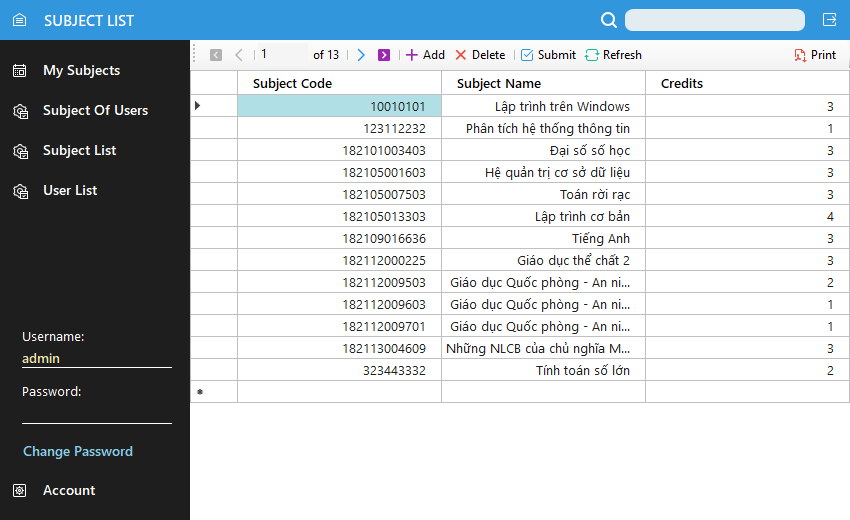 SUBJECT LIST
My Subjects
Subject Of Users
Subject List
User List
Username:
admin
Password:
Change Password
Account
1 of 13 Add Delete Submit Refresh Print
Subject Code Subject Name Credits
10010101 Lập trình trên Windows 3
123112232 Phân tích hệ thống thông tin 1
182101003403 Đại số số học 3
182105001603 Hệ quản trị cơ sở dữ liệu 3
182105007503 Toán rời rạc 3
182105013303 Lập trình cơ bản 4
182109016636 Tiếng Anh 3
182112000225 Giáo dục thể chất 2 3
182112009503 Giáo dục Quốc phòng - An ni... 2
182112009603 Giáo dục Quốc phòng - An ni... 1
182112009701 Giáo dục Quốc phòng - An ni... 1
182113004609 Những NLCB của chủ nghĩa M... 3
323443332 Tính toán số lớn 2